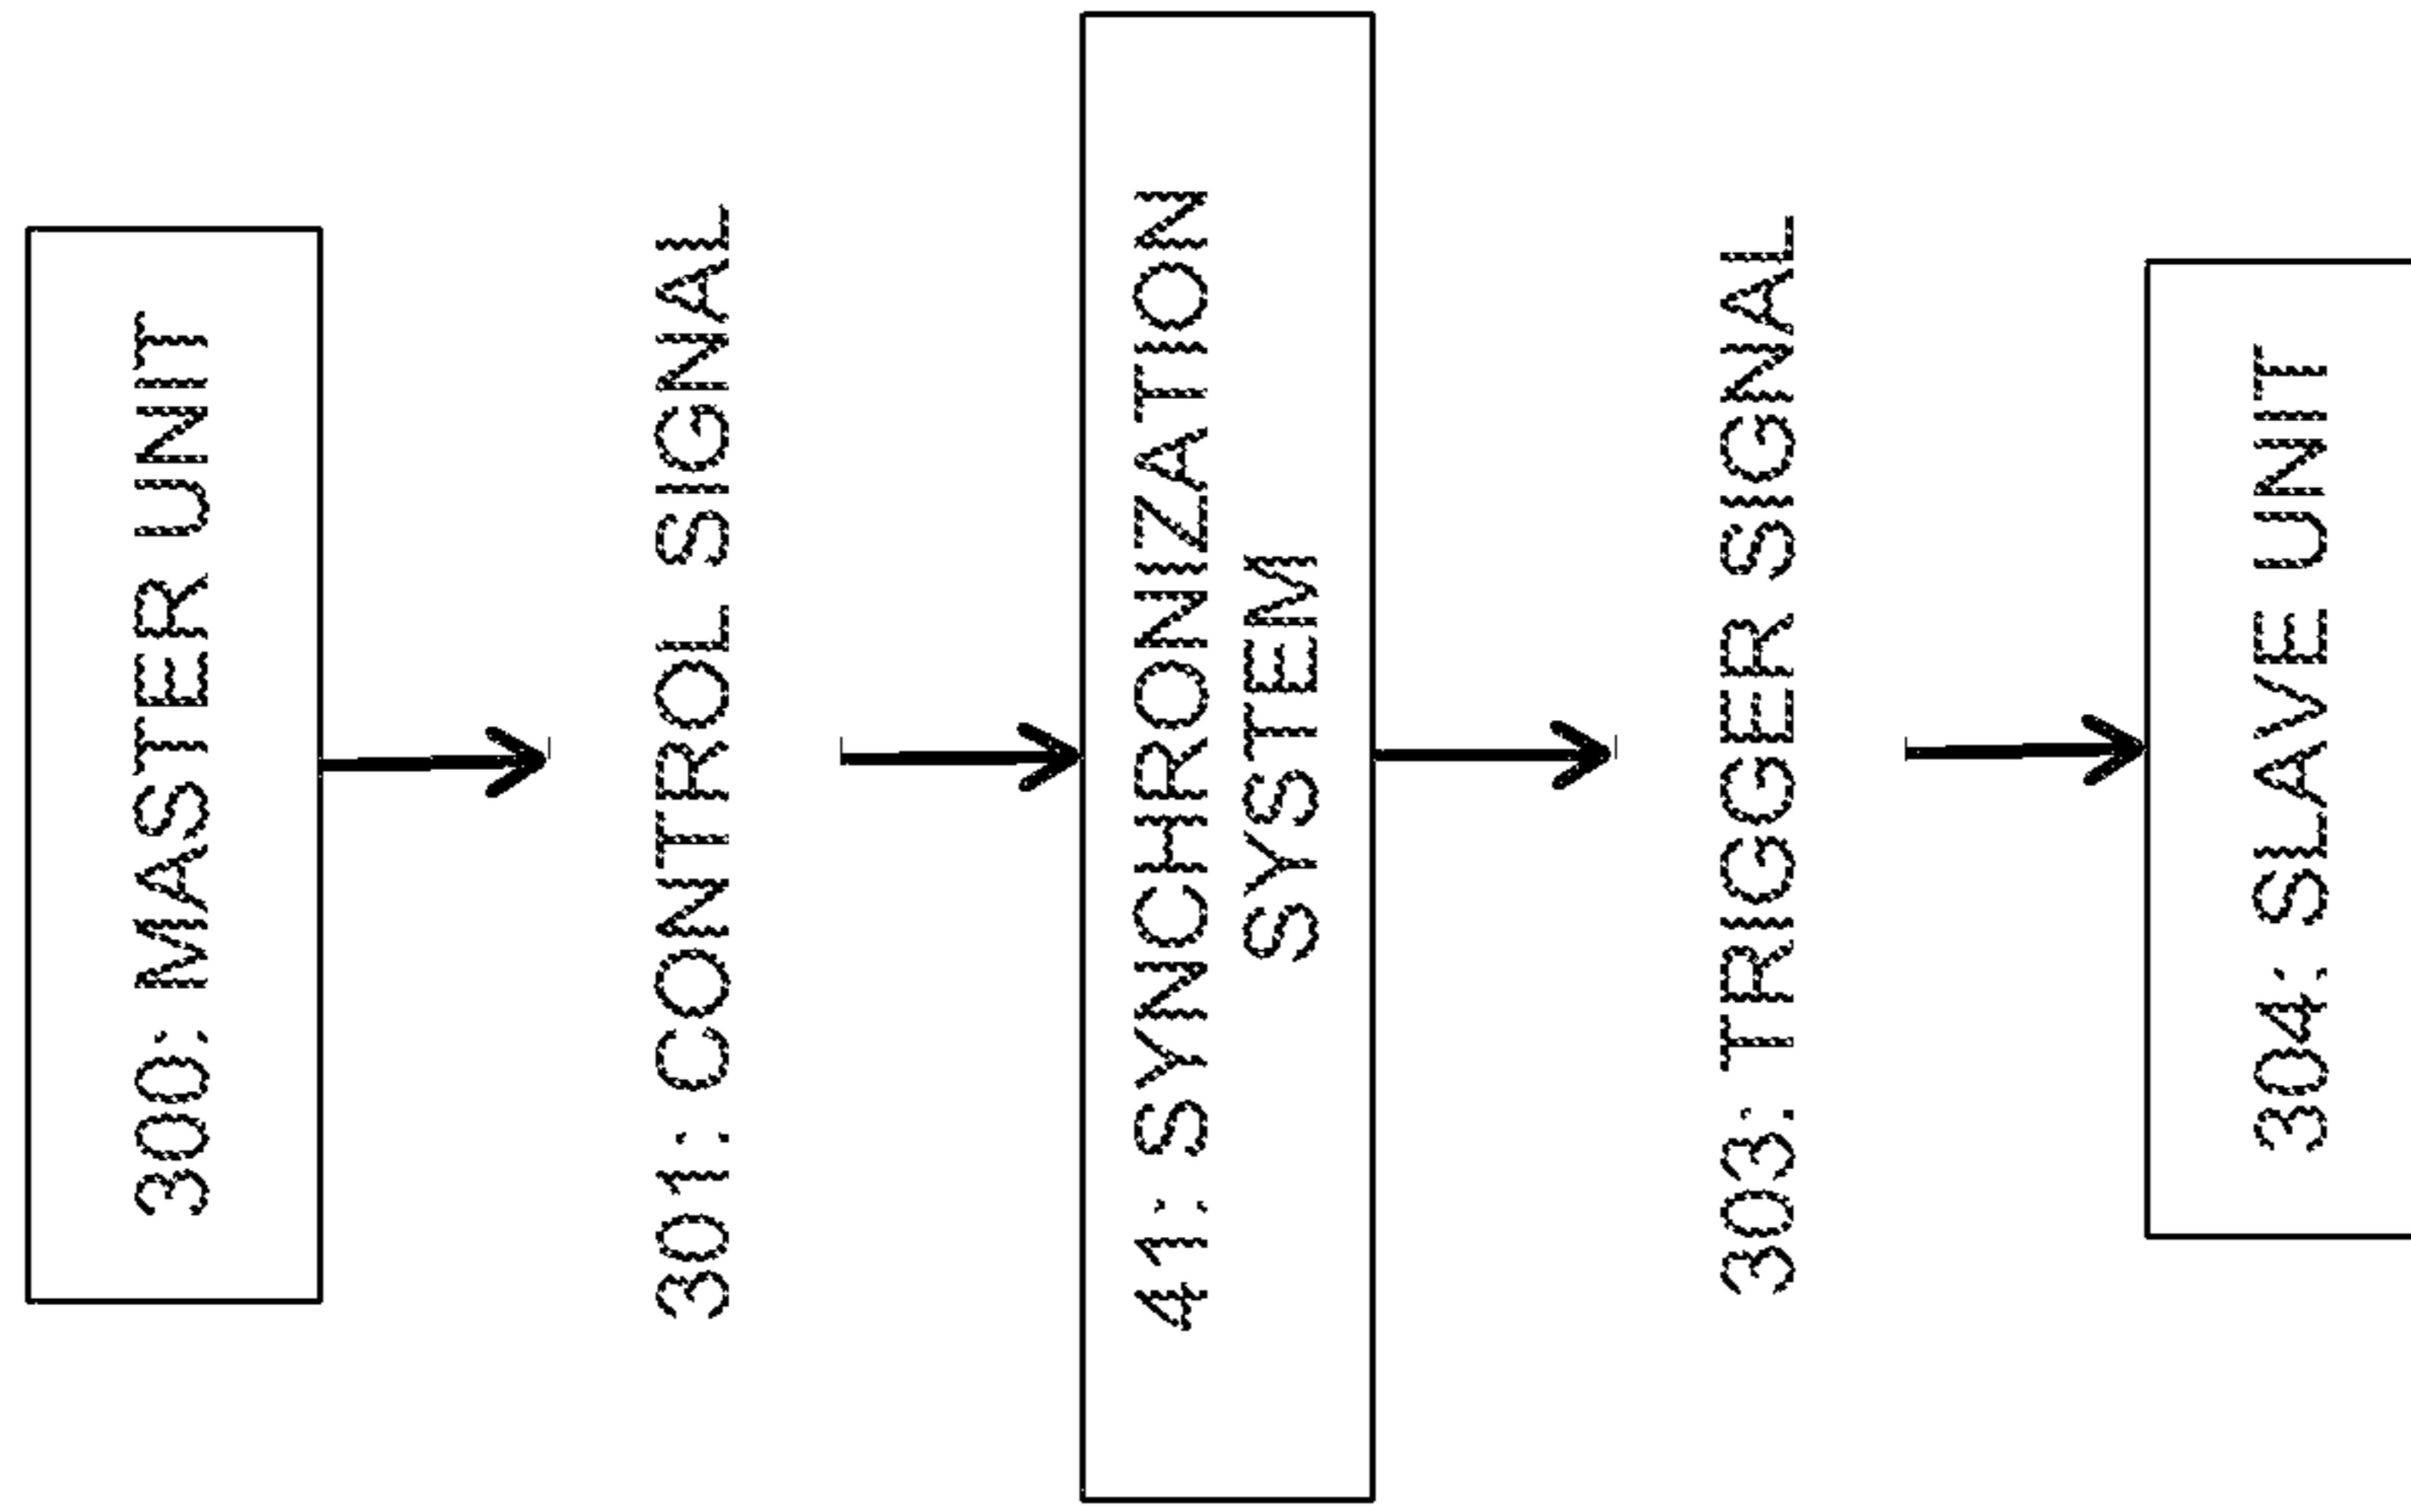 300: MASTER UNIT
301: CONTROL SIGNAL
41: SYNCHRONIZATION
SYSTEM
303: TRIGGER SIGNAL
304: SLAVE UNIT